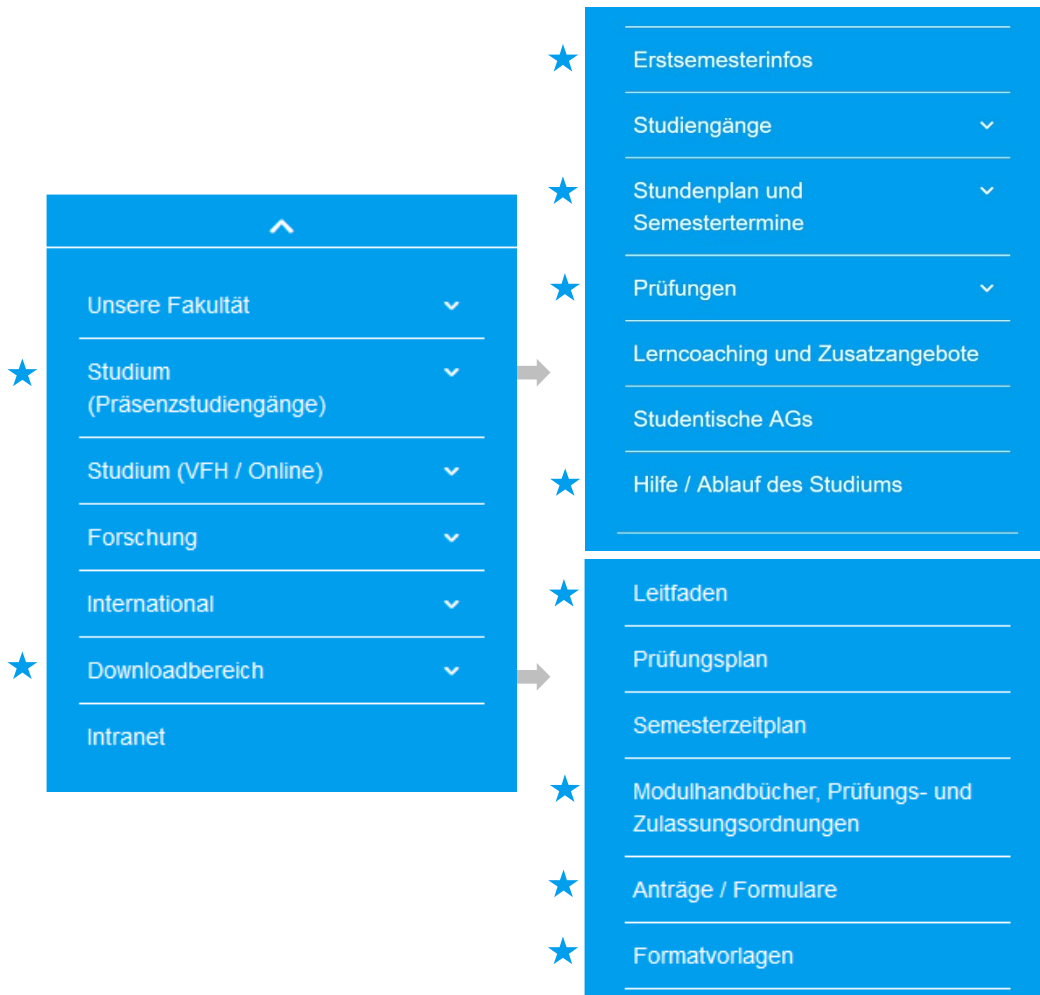 Unsere Fakultät
Studium
(Präsenzstudiengänge)
Studium (VFH / Online)
Forschung
International
Downloadbereich
Intranet
Erstsemesterinfos
Studiengänge
Stundenplan und
Semestertermine
Prüfungen
Lerncoaching und Zusatzangebote
Studentische AGs
Hilfe / Ablauf des Studiums
Leitfaden
Prüfungsplan
Semesterzeitplan
Modulhandbücher, Prüfungs- und
Zulassungsordnungen
Anträge / Formulare
Formatvorlagen